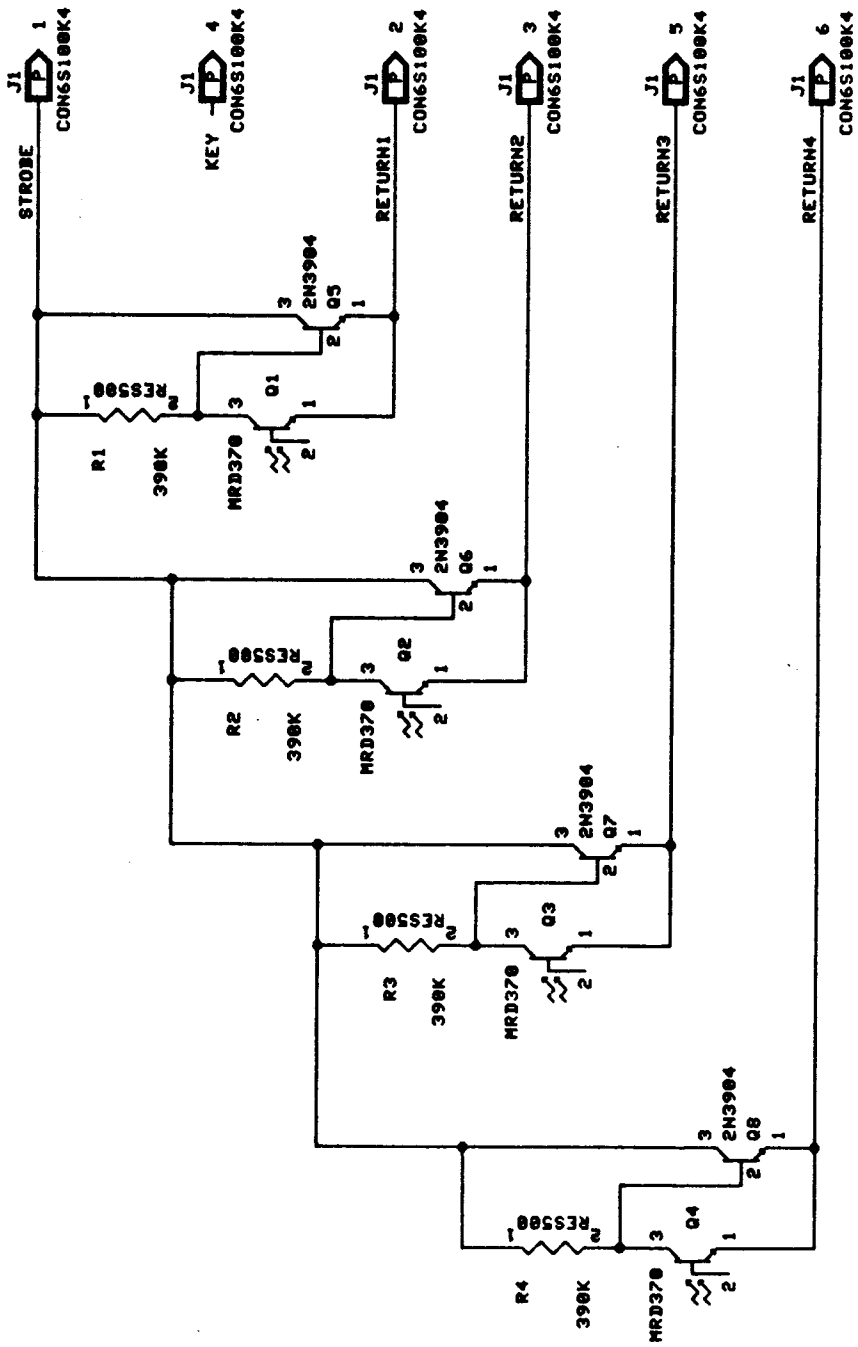 J1
P
1
CON6S100K4
STROBE
J1
P
4
CON6S100K4
KEY
J1
P
2
CON6S100K4
RETURN1
J1
P
3
CON6S100K4
RETURN2
J1
P
5
CON6S100K4
RETURN3
J1
P
6
CON6S100K4
RETURN4
3
2N3904
Q5
2
1
R1
390K
1
RES500
2
MRD370
3
Q1
1
2
3
2N3904
Q6
2
1
R2
390K
1
RES500
2
MRD370
3
Q2
1
2
3
2N3904
Q7
2
1
R3
390K
1
RES500
2
MRD370
3
Q3
1
2
3
2N3904
Q8
2
1
R4
390K
1
RES500
2
MRD370
3
Q4
1
2